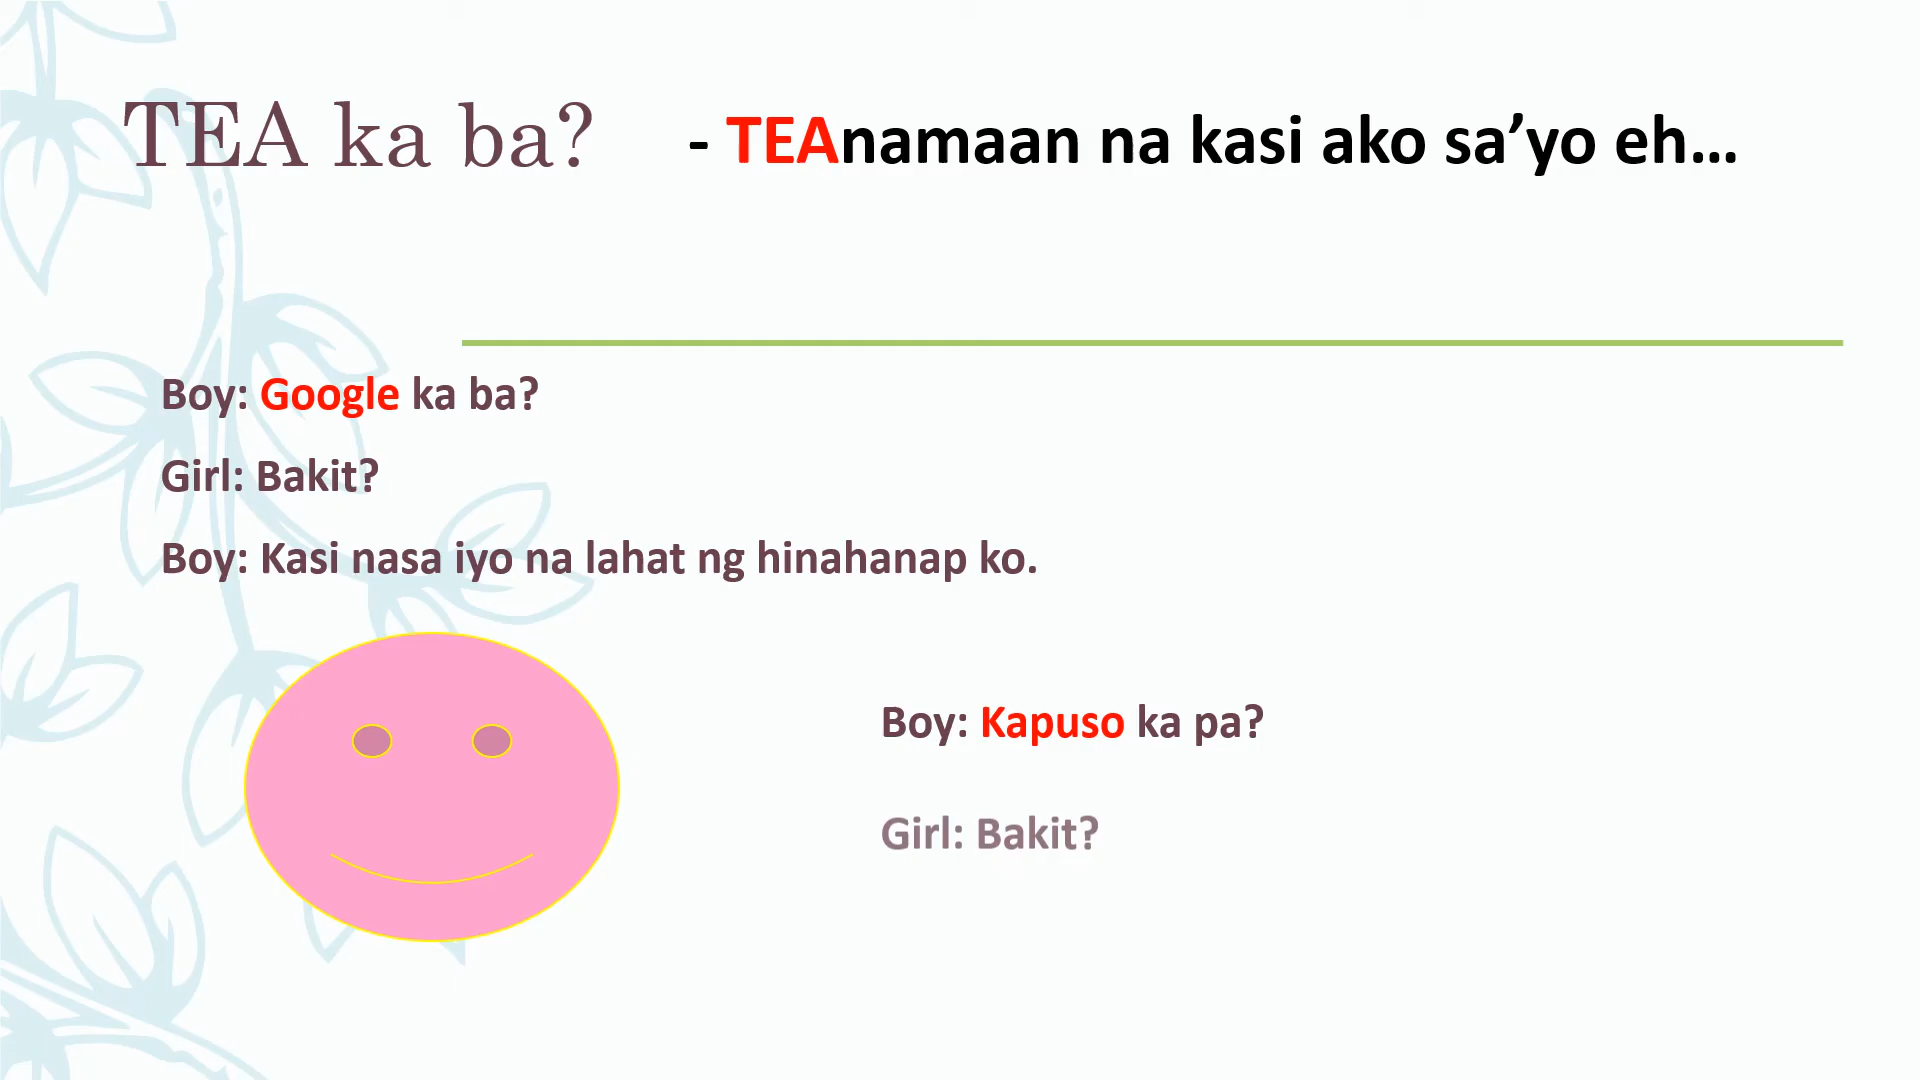 TEA ka ba?
- TEAnamaan na kasi ako sa’yo eh...
Boy: Google ka ba?
Girl: Bakit?
Boy: Kasi nasa iyo na lahat ng hinahanap ko.
Boy: Kapuso ka pa?
Girl: Bakit?